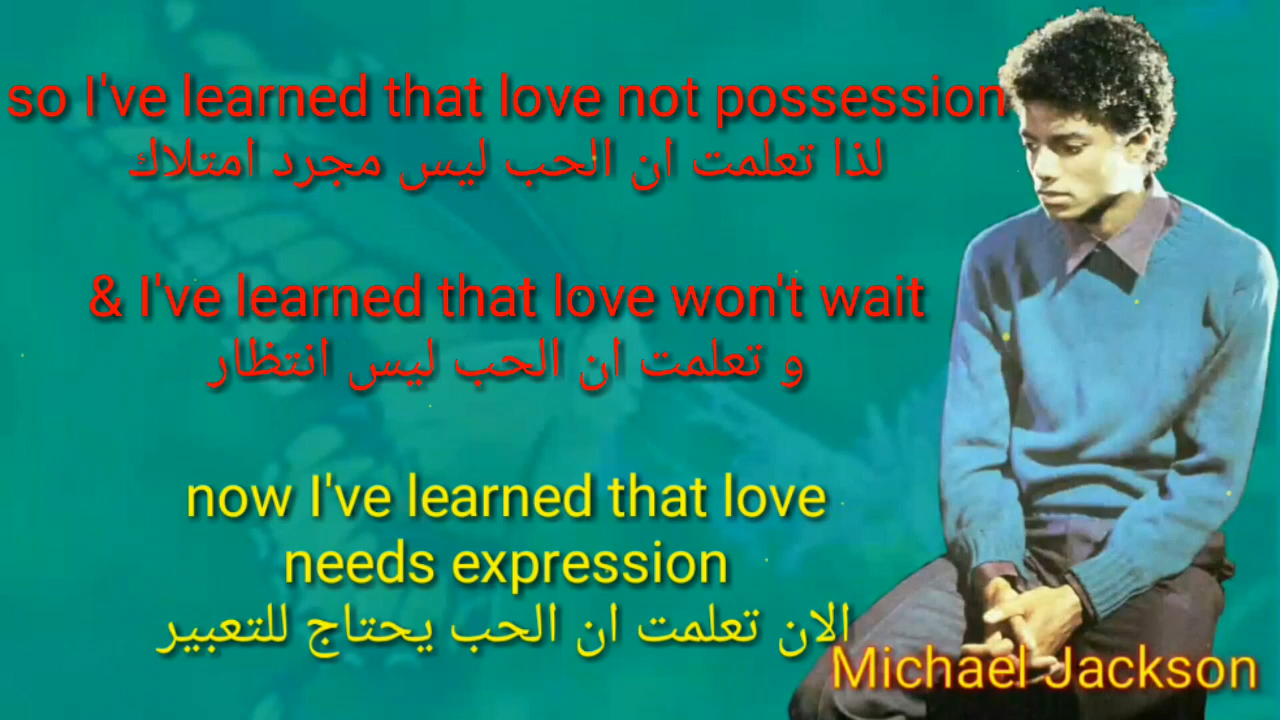 so I've learned that love not possession
لذا تعلمت ان الحب ليس مجرد امتلاك
& I've learned that love won't wait
و تعلمت ان الحب ليس انتظار
now I've learned that love
needs expression
الان تعلمت ان الحب يحتاج للتعبير
Michael Jackson